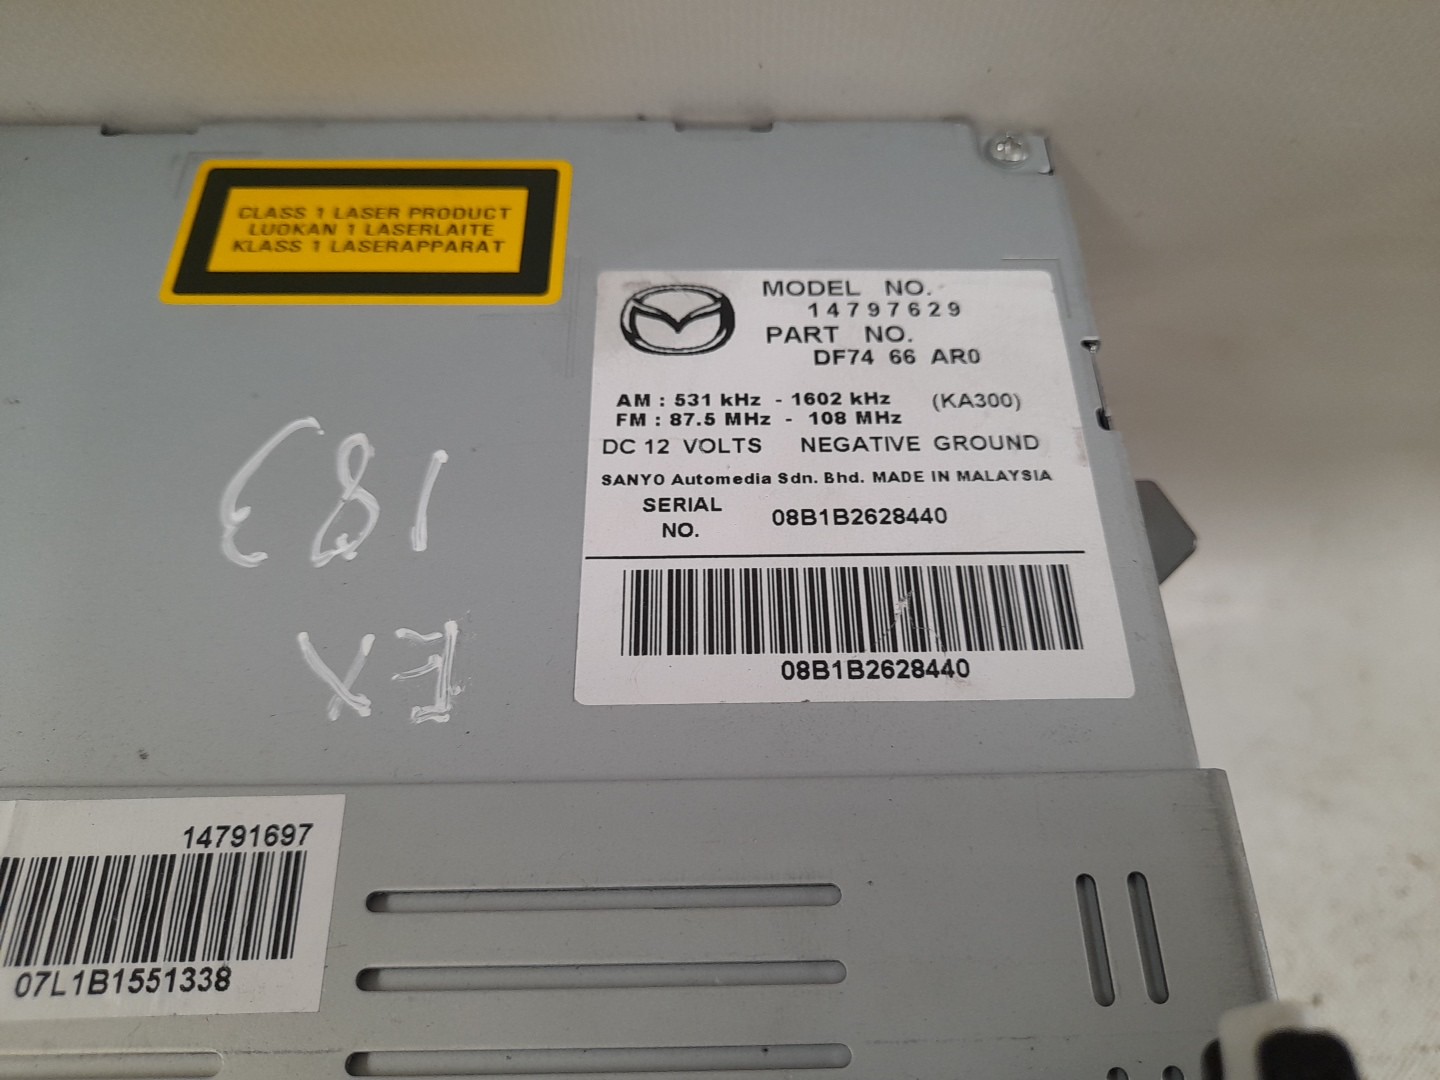 CLASS 1 LASER PRODUCT
LUOKAN 1 LASERLAITE
KLASS 1 LASERAPPARAT
MODEL NO.
14797629
PART NO.
DF74 66 AR0
AM : 531 kHz - 1602 kHz (KA300)
FM : 87.5 MHz - 108 MHz
DC 12 VOLTS NEGATIVE GROUND
SANYO Automedia Sdn. Bhd. MADE IN MALAYSIA
SERIAL NO. 08B1B2628440
08B1B2628440
183
EX
14791697
07L1B1551338